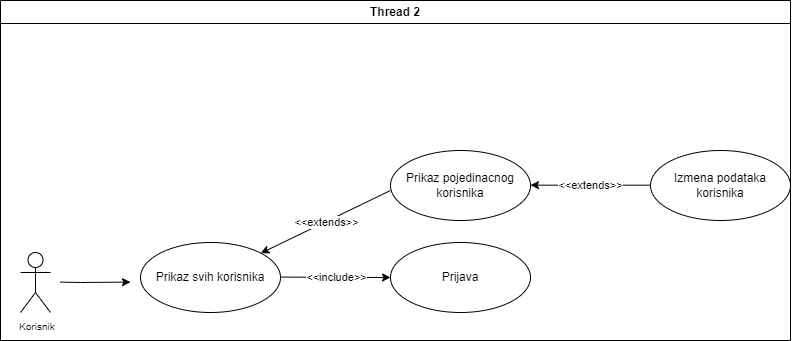 Thread 2
Prikaz pojedinacnog
korisnika
<<extends>>
Izmena podataka
korisnika
<<extends>>
Prikaz svih korisnika
<<include>>
Prijava
Korisnik